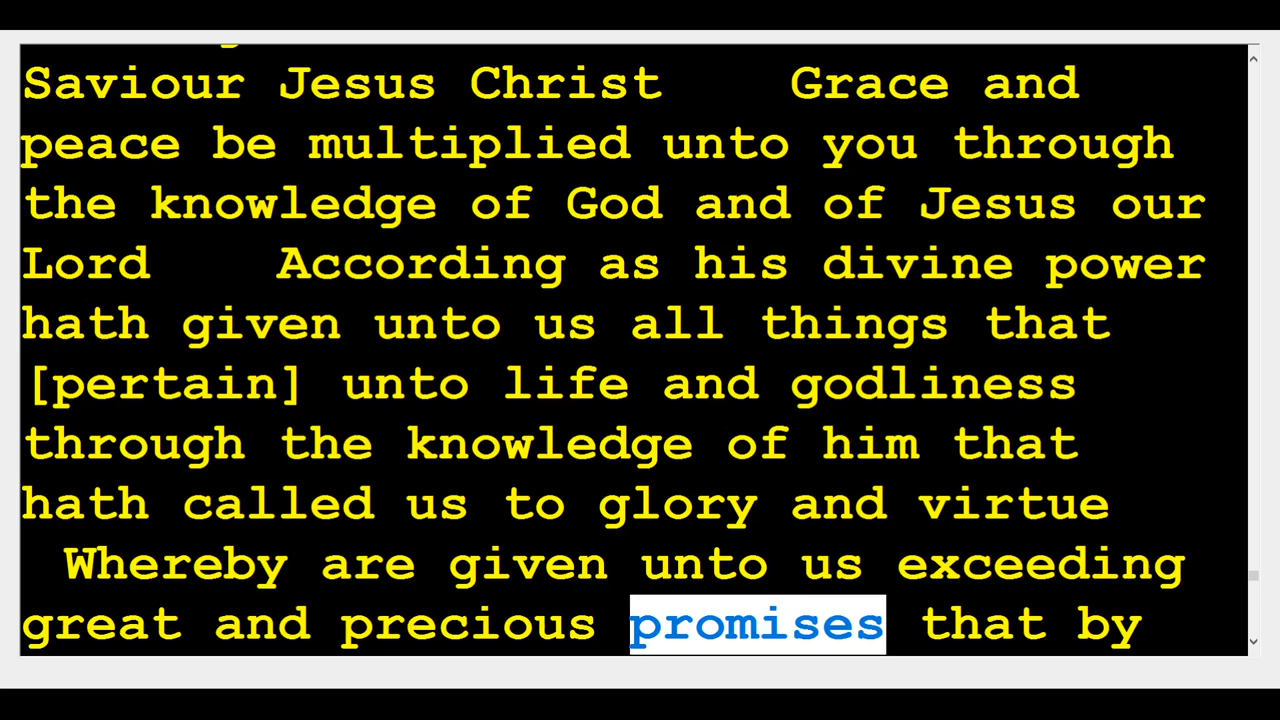 Saviour Jesus Christ    Grace and
peace be multiplied unto you through
the knowledge of God and of Jesus our
Lord    According as his divine power
hath given unto us all things that
[pertain] unto life and godliness
through the knowledge of him that
hath called us to glory and virtue
Whereby are given unto us exceeding
great and precious promises that by